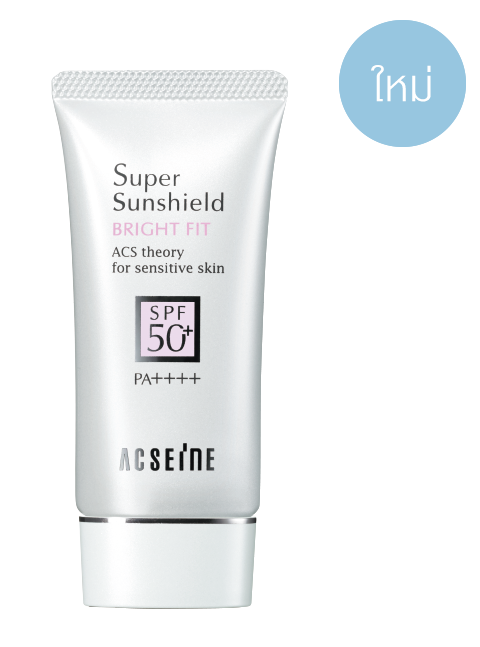 ใหม่
Super
Sunshield
BRIGHT FIT
ACS theory
for sensitive skin
SPF
50+
PA++++
ACSEINE